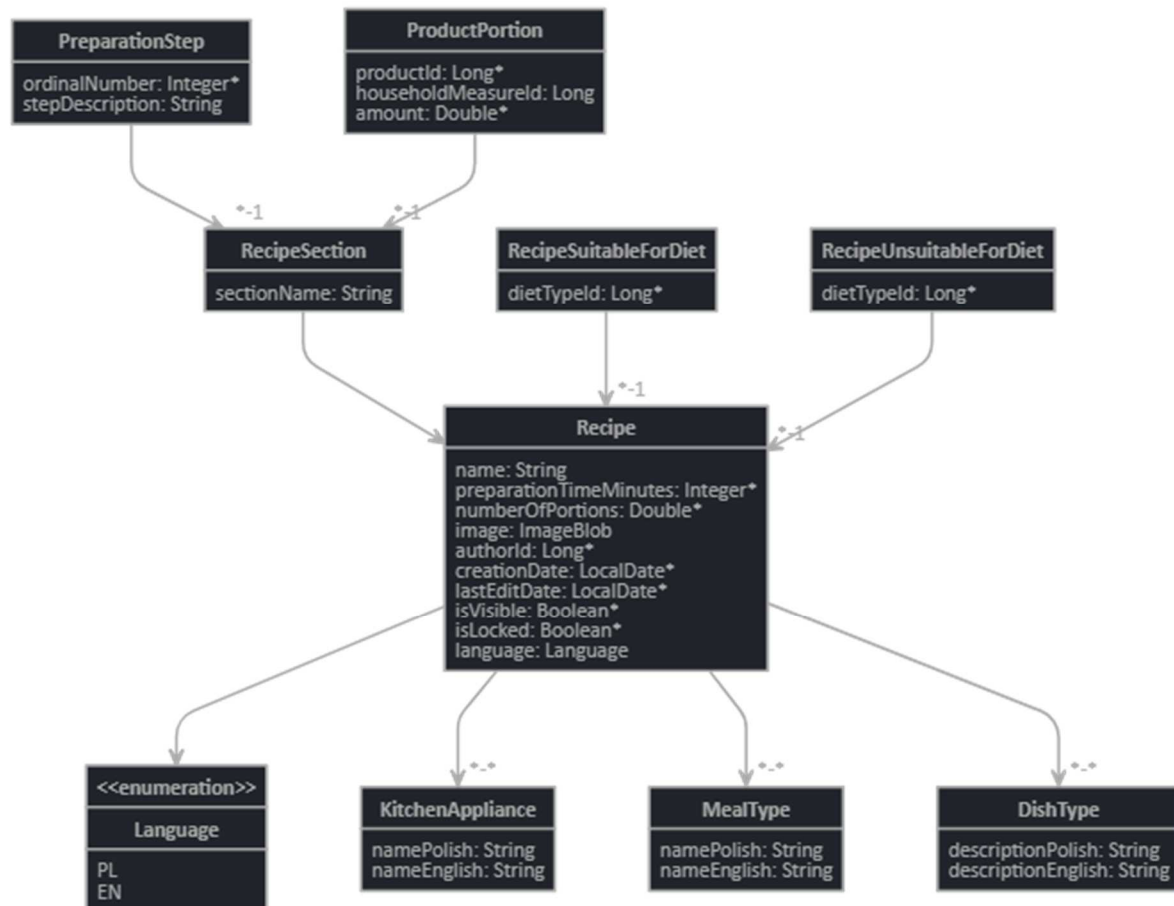 PreparationStep
ordinalNumber: Integer*
stepDescription: String
ProductPortion
productId: Long*
householdMeasureId: Long
amount: Double*
*-1
*-1
RecipeSection
sectionName: String
RecipeSuitableForDiet
dietTypeId: Long*
RecipeUnsuitableForDiet
dietTypeId: Long*
*-1
*-1
Recipe
name: String
preparationTimeMinutes: Integer*
numberOfPortions: Double*
image: ImageBlob
authorId: Long*
creationDate: LocalDate*
lastEditDate: LocalDate*
isVisible: Boolean*
isLocked: Boolean*
language: Language
*-*
*-*
*-*
<<enumeration>>
Language
PL
EN
KitchenAppliance
namePolish: String
nameEnglish: String
MealType
namePolish: String
nameEnglish: String
DishType
descriptionPolish: String
descriptionEnglish: String